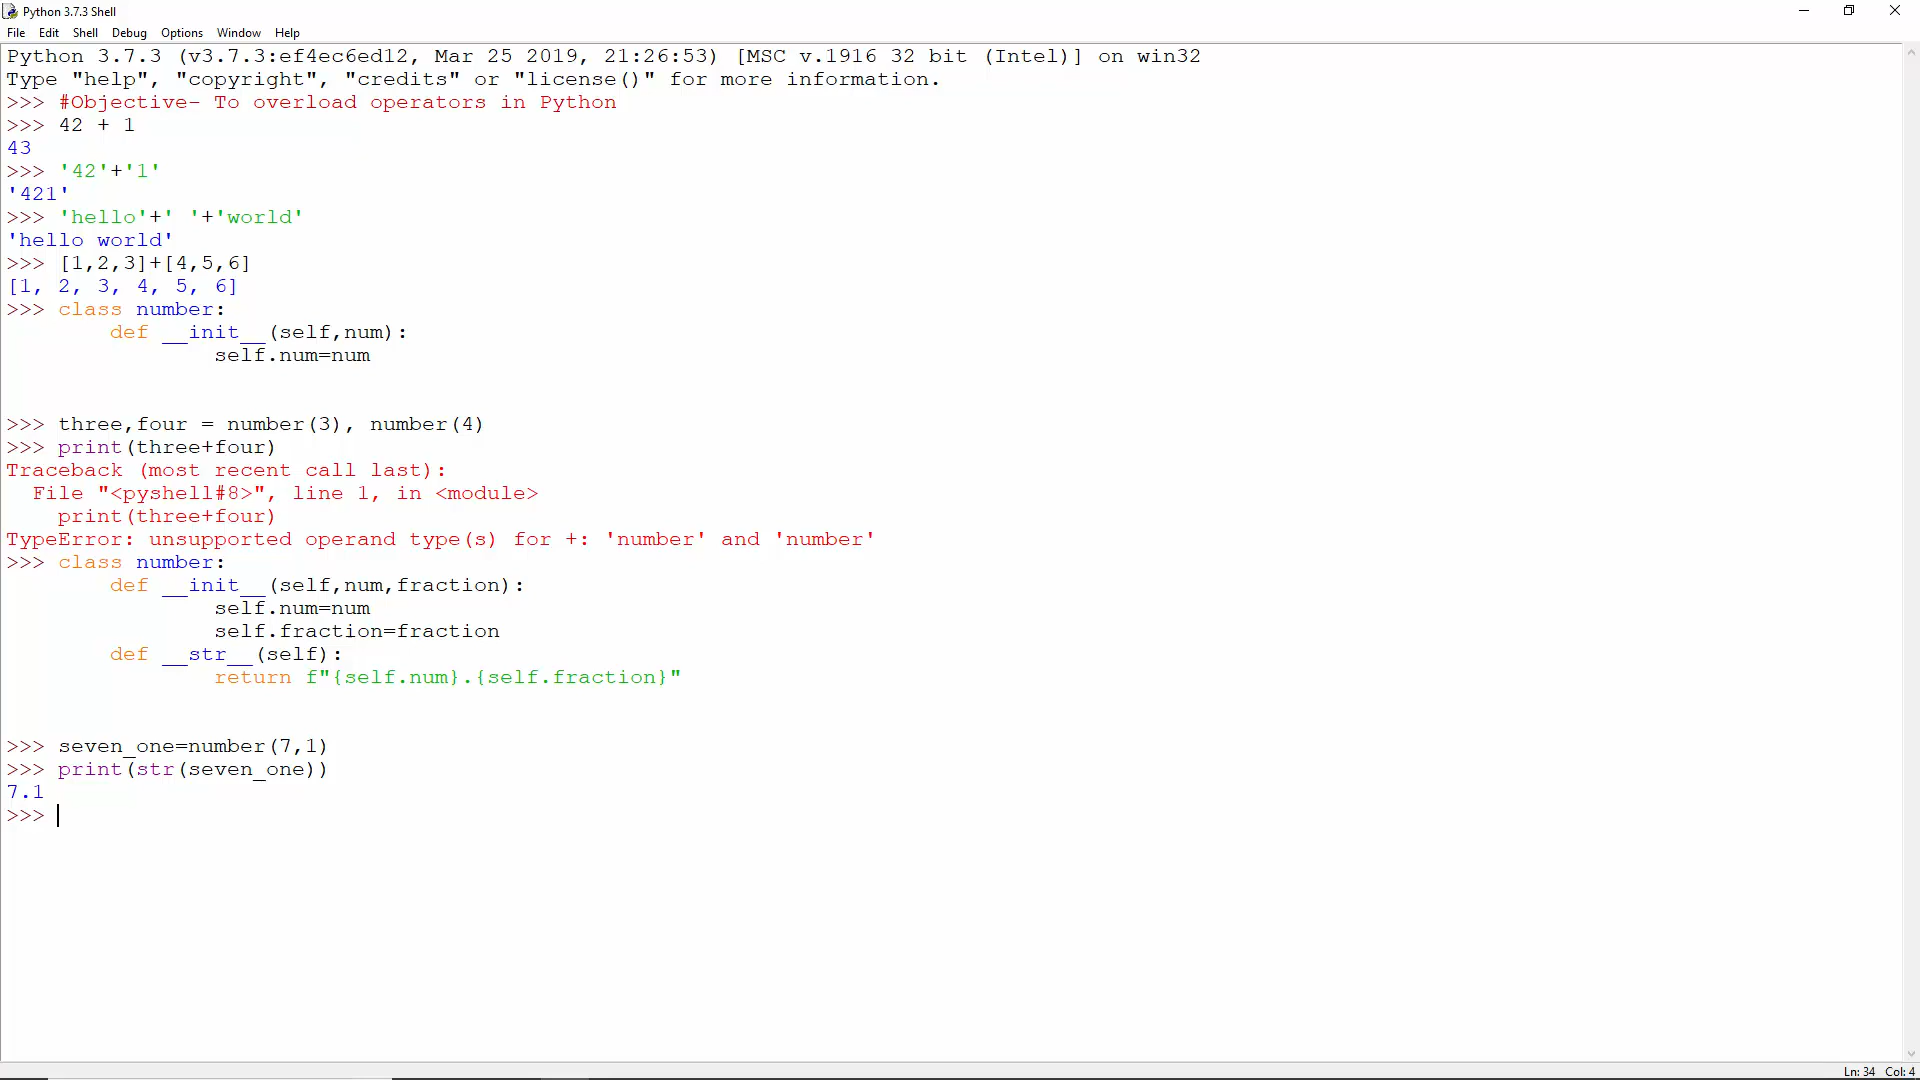 Python 3.7.3 Shell
File Edit Shell Debug Options Window Help
Python 3.7.3 (v3.7.3:ef4ec6ed12, Mar 25 2019, 21:26:53) [MSC v.1916 32 bit (Intel)] on win32
Type "help", "copyright", "credits" or "license()" for more information.
>>> #Objective- To overload operators in Python
>>> 42 + 1
43
>>> '42'+'1'
'421'
>>> 'hello'+' '+'world'
'hello world'
>>> [1,2,3]+[4,5,6]
[1, 2, 3, 4, 5, 6]
>>> class number:
        def __init__(self,num):
                self.num=num
>>> three,four = number(3), number(4)
>>> print(three+four)
Traceback (most recent call last):
  File "<pyshell#8>", line 1, in <module>
    print(three+four)
TypeError: unsupported operand type(s) for +: 'number' and 'number'
>>> class number:
        def __init__(self,num,fraction):
                self.num=num
                self.fraction=fraction
        def __str__(self):
                return f"{self.num}.{self.fraction}"
>>> seven_one=number(7,1)
>>> print(str(seven_one))
7.1
>>>
Ln: 34 Col: 4